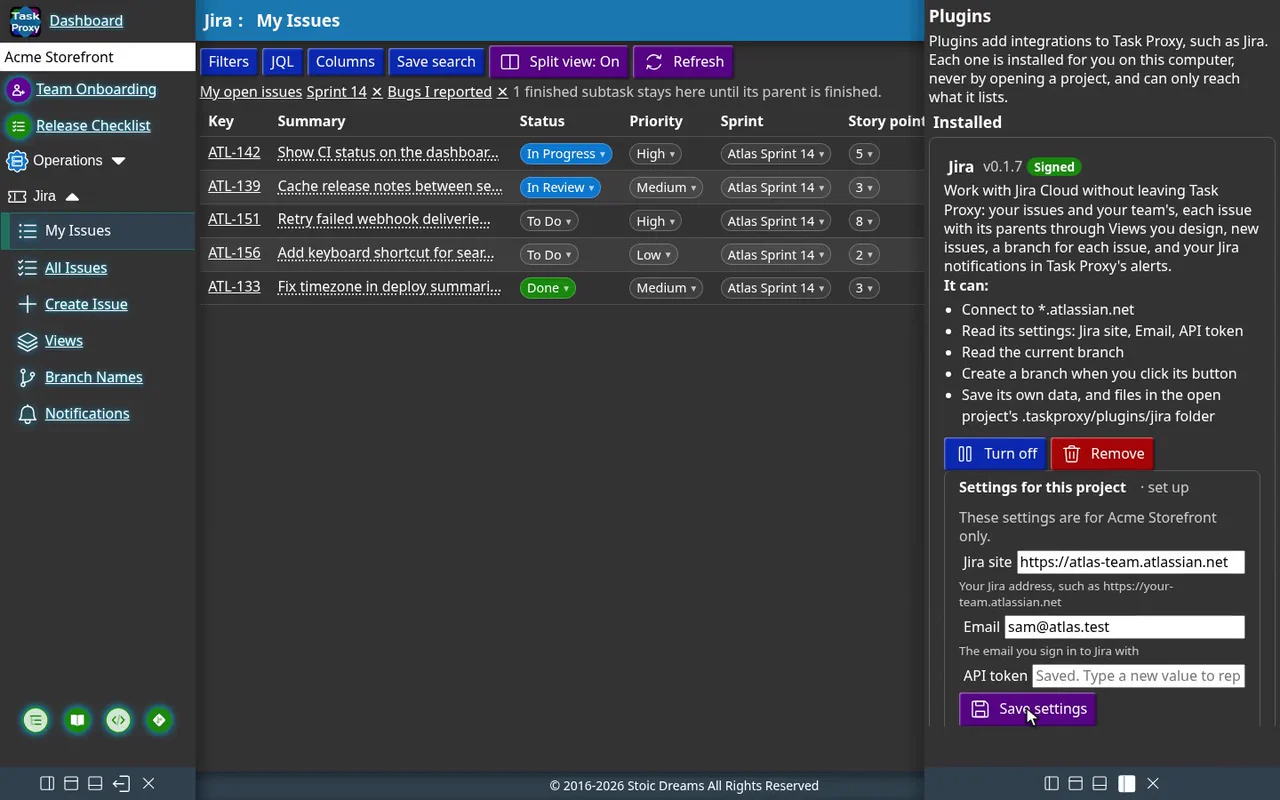 Task
Proxy
Dashboard
Acme Storefront
Team Onboarding
Release Checklist
Operations
Jira
My Issues
All Issues
Create Issue
Views
Branch Names
Notifications
Jira : My Issues
Filters JQL Columns Save search Split view: On Refresh
My open issues Sprint 14 ✕ Bugs I reported ✕ 1 finished subtask stays here until its parent is finished.
Key Summary Status Priority Sprint Story point
ATL-142 Show CI status on the dashboar... In Progress ▾ High ▾ Atlas Sprint 14 ▾ 5 ▾
ATL-139 Cache release notes between se... In Review ▾ Medium ▾ Atlas Sprint 14 ▾ 3 ▾
ATL-151 Retry failed webhook deliverie... To Do ▾ High ▾ Atlas Sprint 14 ▾ 8 ▾
ATL-156 Add keyboard shortcut for sear... To Do ▾ Low ▾ Atlas Sprint 14 ▾ 2 ▾
ATL-133 Fix timezone in deploy summari... Done ▾ Medium ▾ Atlas Sprint 14 ▾ 3 ▾
© 2016-2026 Stoic Dreams All Rights Reserved
Plugins
Plugins add integrations to Task Proxy, such as Jira.
Each one is installed for you on this computer,
never by opening a project, and can only reach
what it lists.
Installed
Jira v0.1.7 Signed
Work with Jira Cloud without leaving Task
Proxy: your issues and your team's, each issue
with its parents through Views you design, new
issues, a branch for each issue, and your Jira
notifications in Task Proxy's alerts.
It can:
• Connect to *.atlassian.net
• Read its settings: Jira site, Email, API token
• Read the current branch
• Create a branch when you click its button
• Save its own data, and files in the open
project's .taskproxy/plugins/jira folder
Turn off Remove
Settings for this project · set up
These settings are for Acme Storefront
only.
Jira site https://atlas-team.atlassian.net
Your Jira address, such as https://your-
team.atlassian.net
Email sam@atlas.test
The email you sign in to Jira with
API token Saved. Type a new value to rep
Save settings